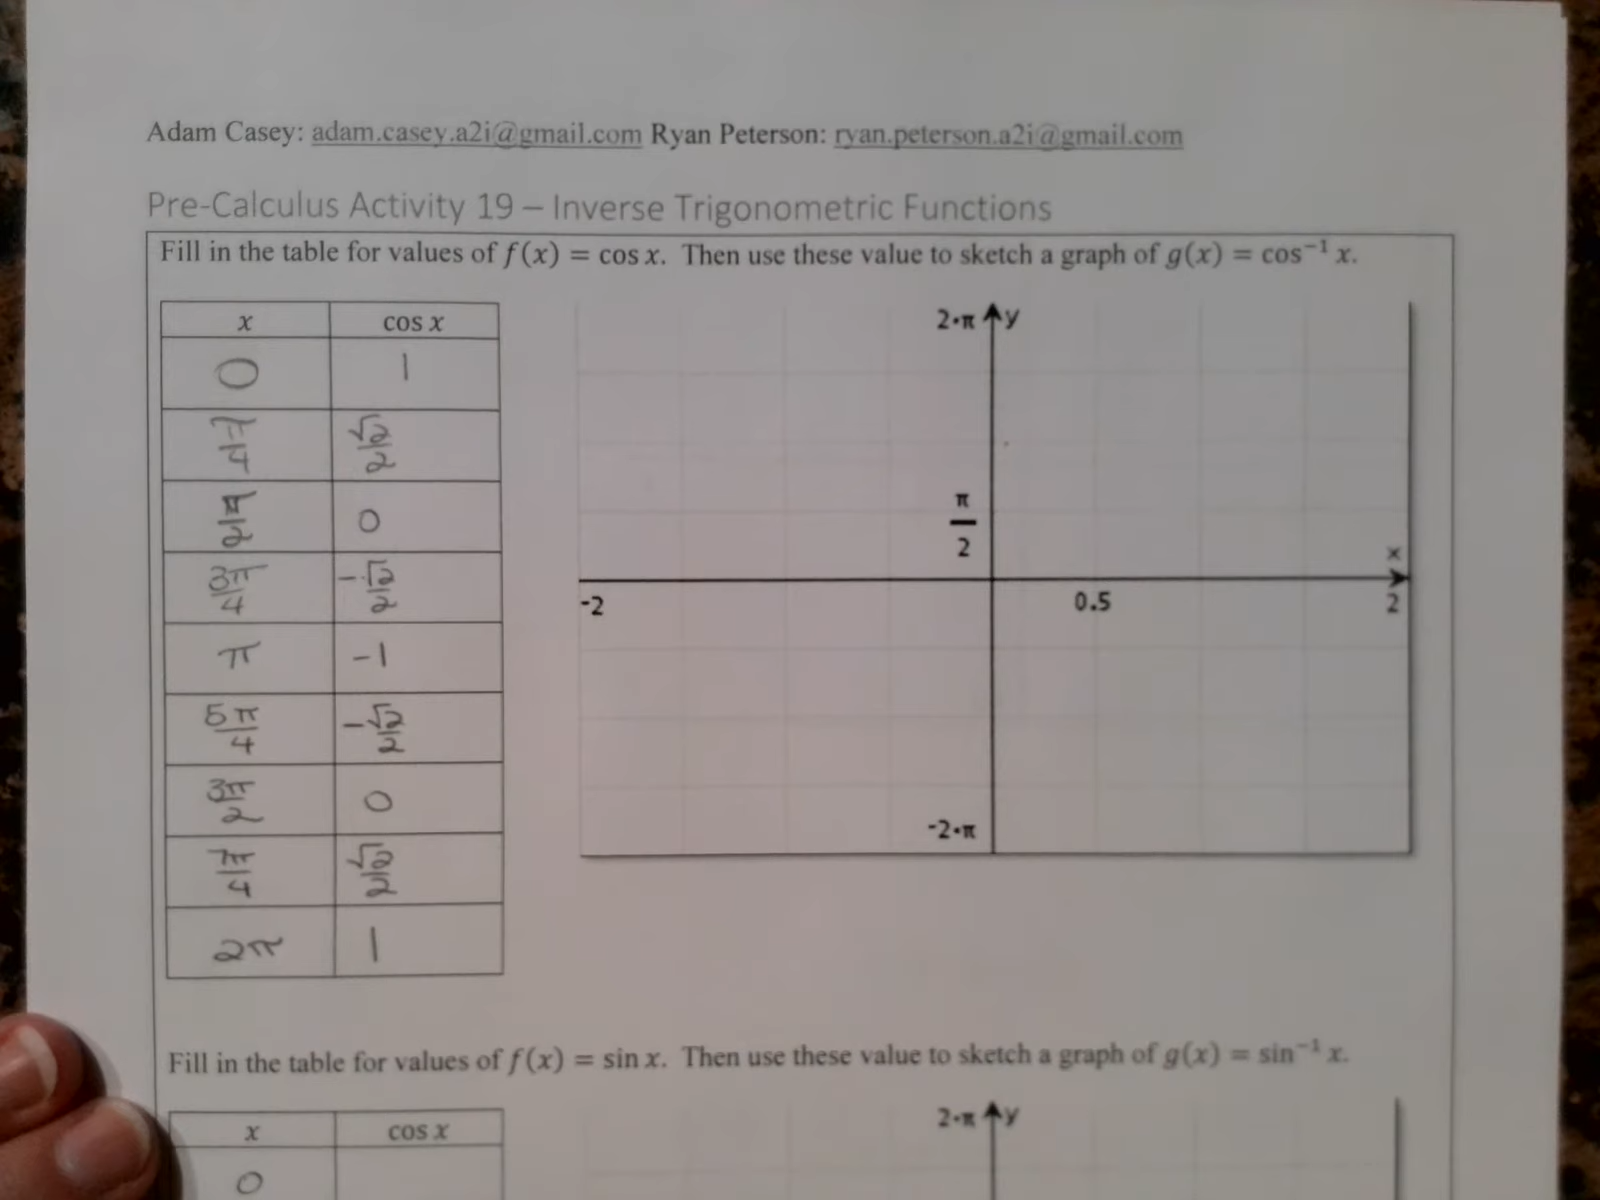 Adam Casey: adam.casey.a2i@gmail.com Ryan Peterson: ryan.peterson.a2i@gmail.com
Pre-Calculus Activity 19 – Inverse Trigonometric Functions
Fill in the table for values of f(x) = cos x. Then use these value to sketch a graph of g(x) = cos⁻¹ x.
x cos x
0 1
π/4 √2/2
π/2 0
3π/4 -√2/2
π -1
5π/4 -√2/2
3π/2 0
7π/4 √2/2
2π 1
2·π y
π/2
x
-2 0.5 2
-2·π
Fill in the table for values of f(x) = sin x. Then use these value to sketch a graph of g(x) = sin⁻¹ x.
x cos x
0
2·π y